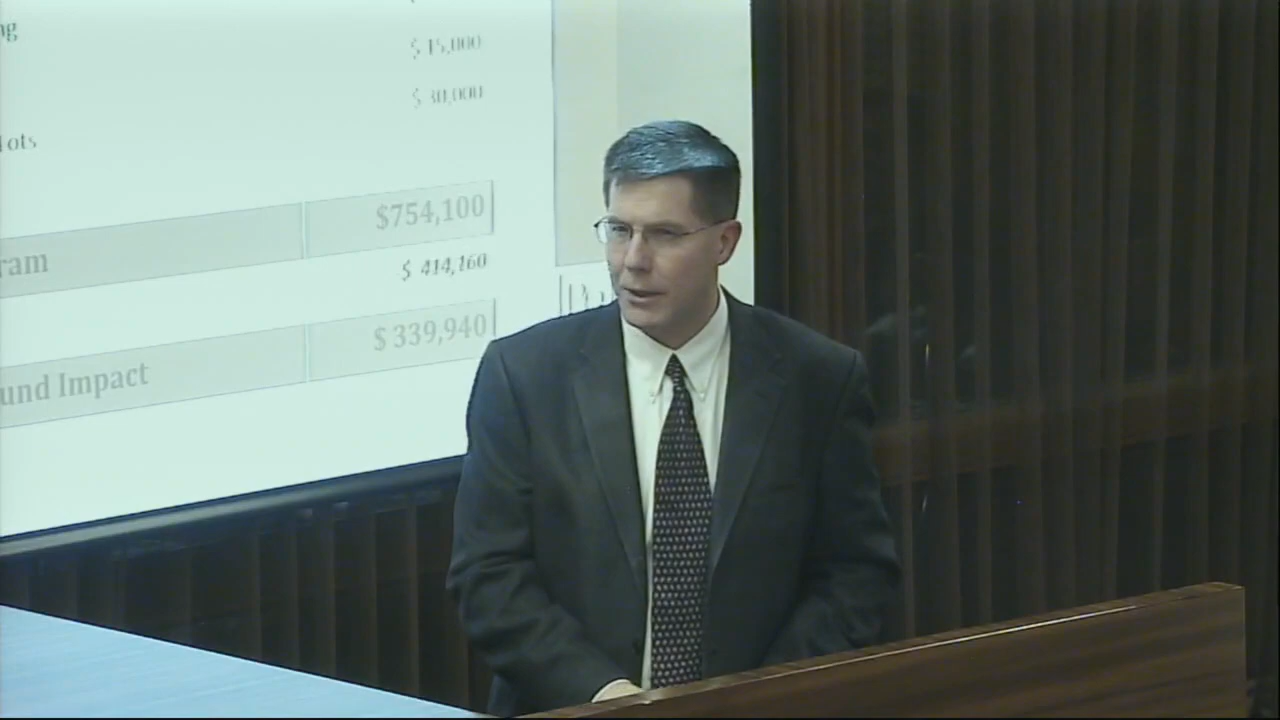 ng
$ 15,000
$ 30,000
lots
$754,100
ram
$ 414,160
$ 339,940
und Impact